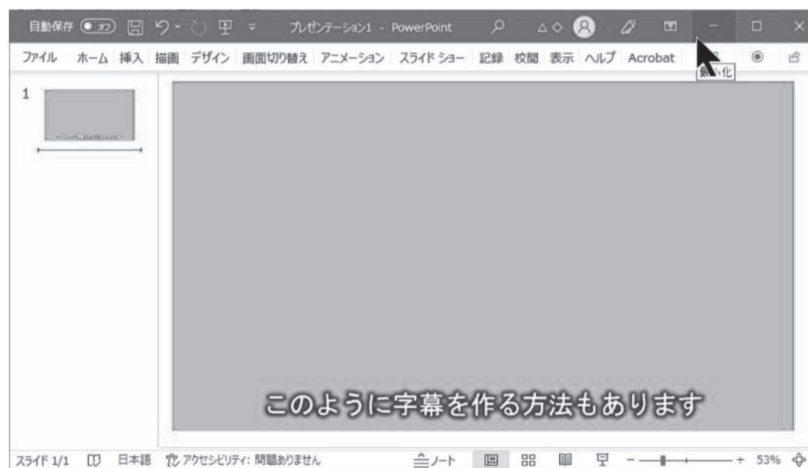 自動保存 オフ プレゼンテーション1 - PowerPoint
ファイル ホーム 挿入 描画 デザイン 画面切り替え アニメーション スライド ショー 記録 校閲 表示 ヘルプ Acrobat
最小化
1
このように字幕を作る方法もあります
スライド 1/1 日本語 アクセシビリティ: 問題ありません ノート - + 53%